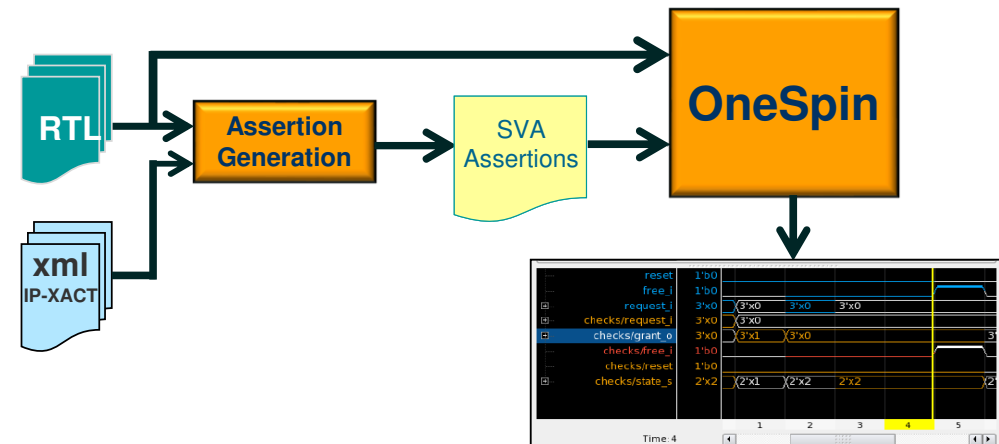 RTL
Assertion
Generation
SVA
Assertions
OneSpin
xml
IP-XACT
reset 1'b0
free_i 1'b0
request_i 3'x0 3'x0 3'x0 3'x0
checks/request_i 3'x0 3'x0
checks/grant_o 3'x0 3'x1 3'x0 3'
checks/free_i 1'b0
checks/reset 1'b0
checks/state_s 2'x2 2'x1 2'x2 2'x2 2'
1 2 3 4 5
Time:4